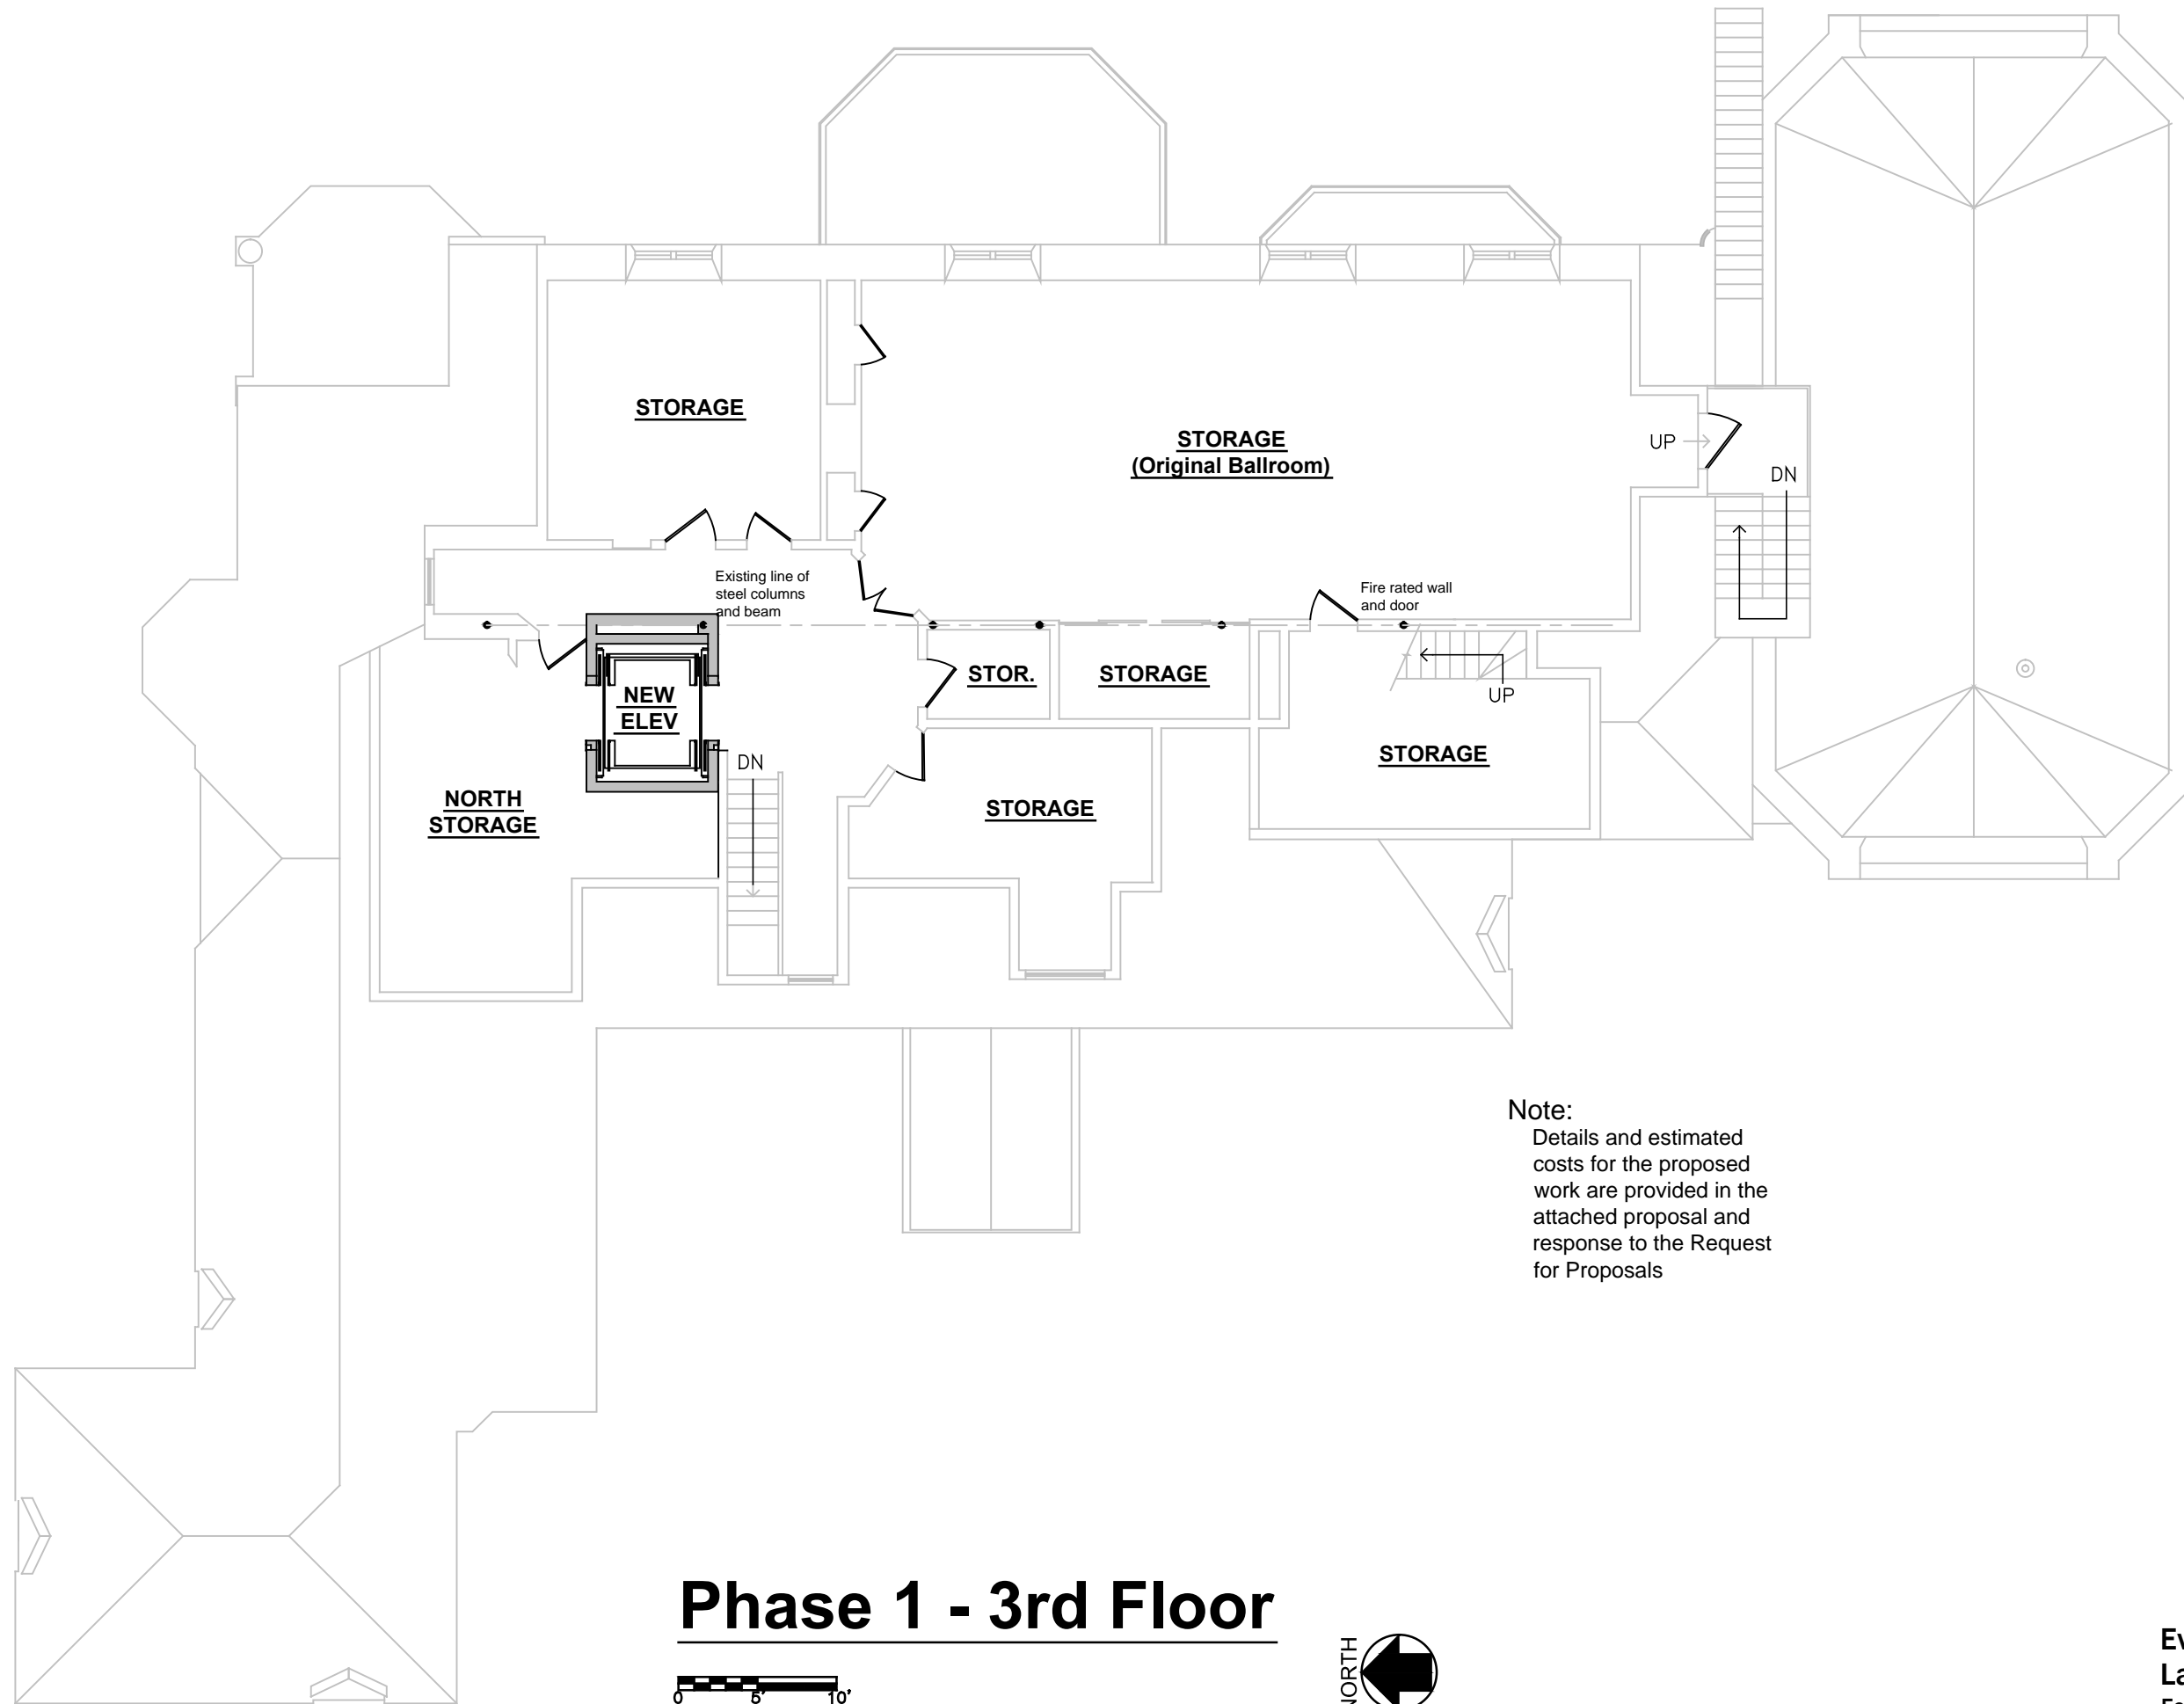 STORAGE
STORAGE
(Original Ballroom)
UP
DN
Existing line of
steel columns
and beam
Fire rated wall
and door
STOR.
STORAGE
UP
NEW
ELEV
DN
STORAGE
NORTH
STORAGE
STORAGE
Note:
Details and estimated
costs for the proposed
work are provided in the
attached proposal and
response to the Request
for Proposals
Phase 1 - 3rd Floor
NORTH
0 5' 10'